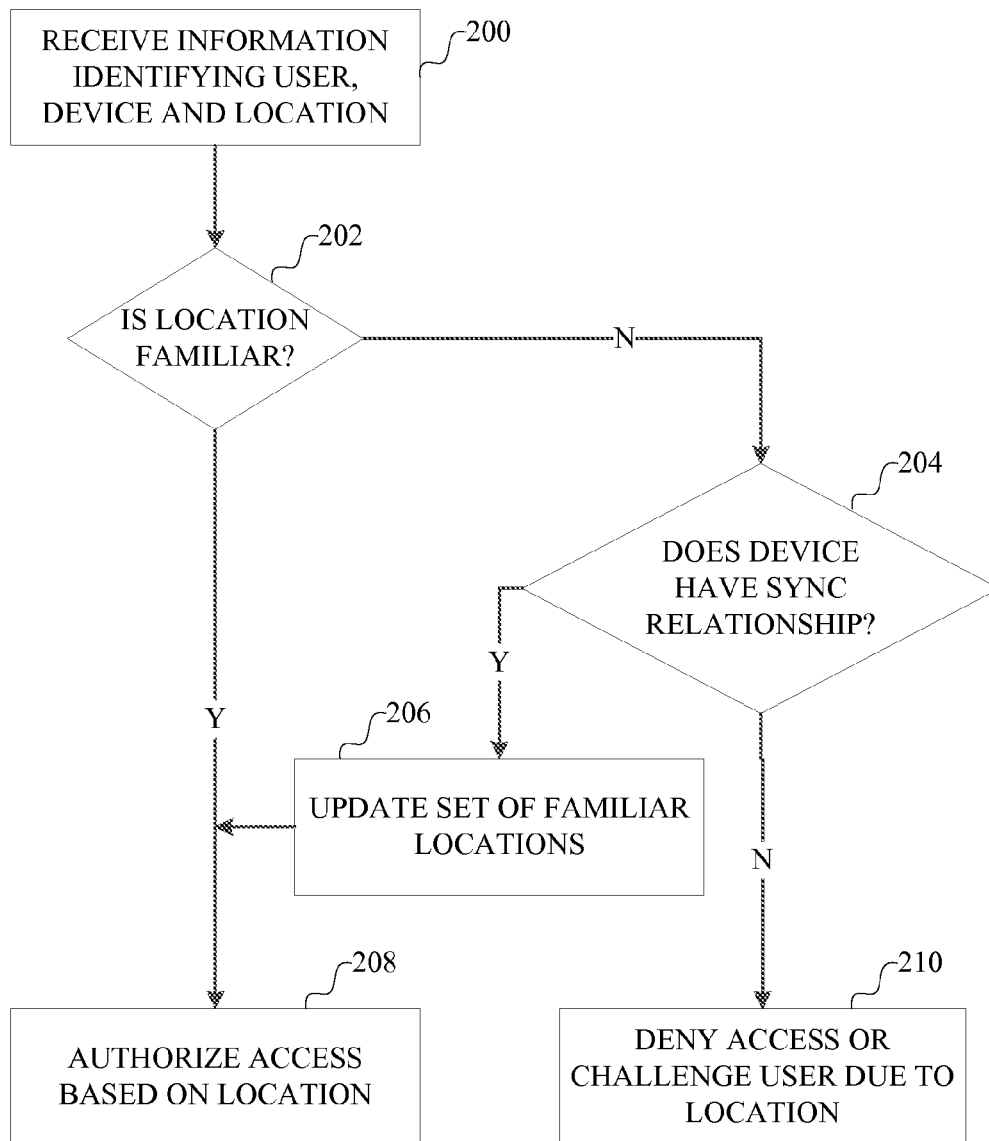 RECEIVE INFORMATION
IDENTIFYING USER,
DEVICE AND LOCATION
200
202
IS LOCATION
FAMILIAR?
N
204
DOES DEVICE
HAVE SYNC
RELATIONSHIP?
Y
Y
206
UPDATE SET OF FAMILIAR
LOCATIONS
N
208
AUTHORIZE ACCESS
BASED ON LOCATION
210
DENY ACCESS OR
CHALLENGE USER DUE TO
LOCATION